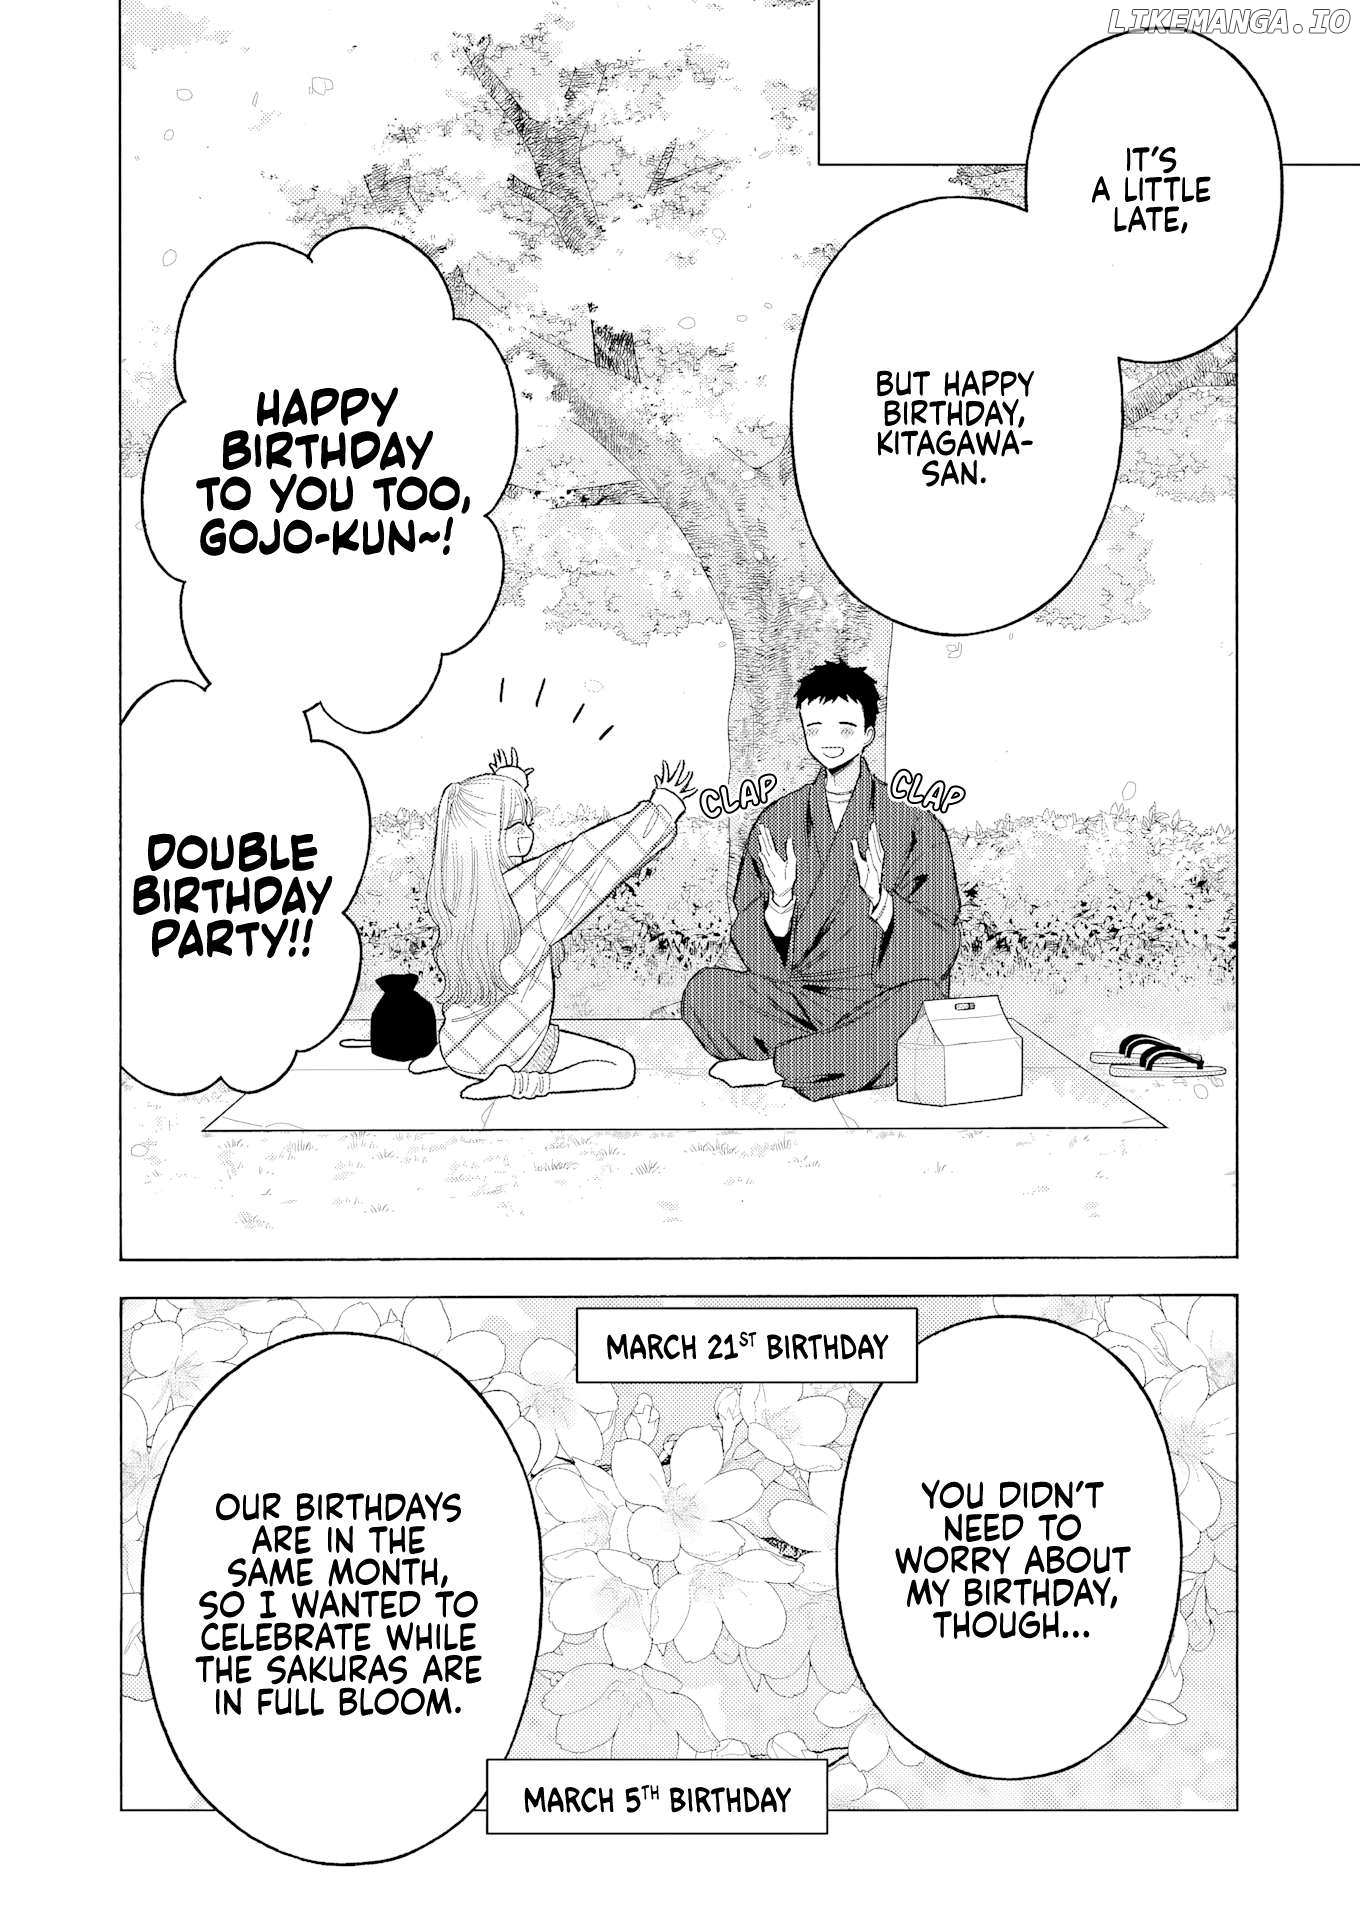 LIKEMANGA.IO
IT'S
A LITTLE
LATE,
BUT HAPPY
BIRTHDAY,
KITAGAWA-
SAN.
HAPPY
BIRTHDAY
TO YOU TOO,
GOJO-KUN~!
DOUBLE
BIRTHDAY
PARTY!!
CLAP
CLAP
MARCH 21ST BIRTHDAY
YOU DIDN'T
NEED TO
WORRY ABOUT
MY BIRTHDAY,
THOUGH...
OUR BIRTHDAYS
ARE IN THE
SAME MONTH,
SO I WANTED TO
CELEBRATE WHILE
THE SAKURAS ARE
IN FULL BLOOM.
MARCH 5TH BIRTHDAY